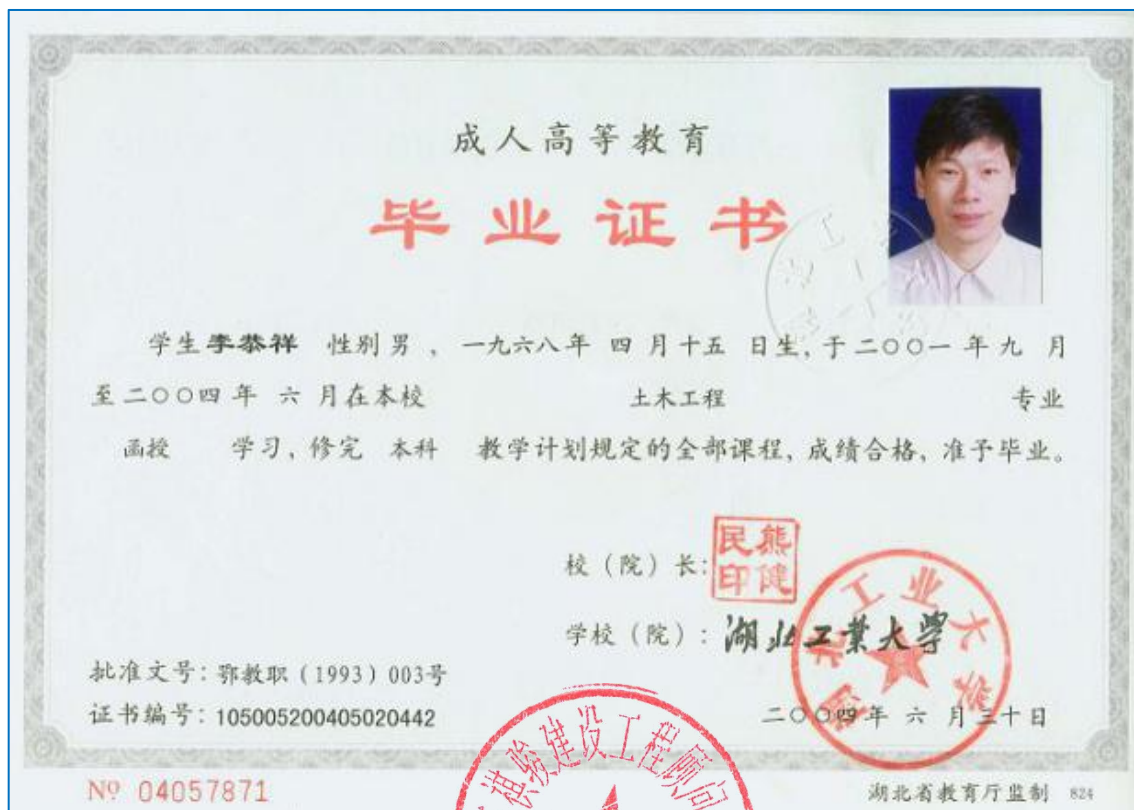 成人高等教育
毕业证书
学生李恭祥 性别男，一九六八年 四 月十五 日生，于二〇〇一 年九 月
至二〇〇四 年 六 月在本校 土木工程 专业
函授 学习，修完 本科 教学计划规定的全部课程，成绩合格，准予毕业。
校（院）长：
熊健民印
学校（院）：湖北工業大學
湖北工业大学
批准文号：鄂教职（1993）003号
证书编号：105005200405020442
二〇〇四年 六 月三十日
建设工程顾问
№ 04057871
湖北省教育厅监制 824